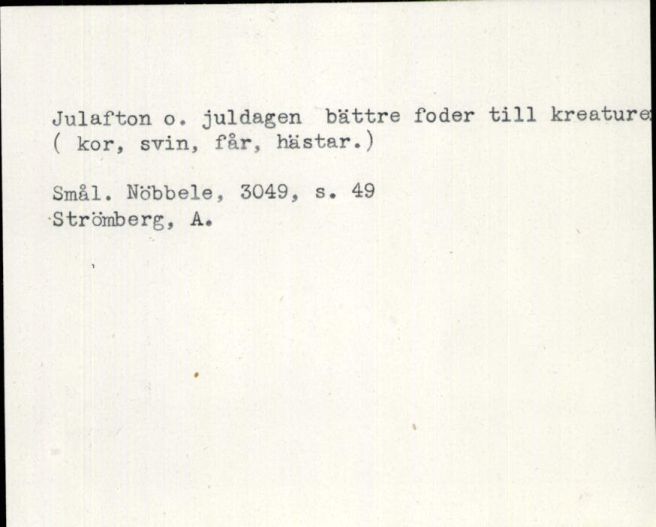 Julafton o. juldagen bättre foder till kreature
( kor, svin, får, hästar.)
Smål. Nöbbele, 3049, s. 49
Strömberg, A.